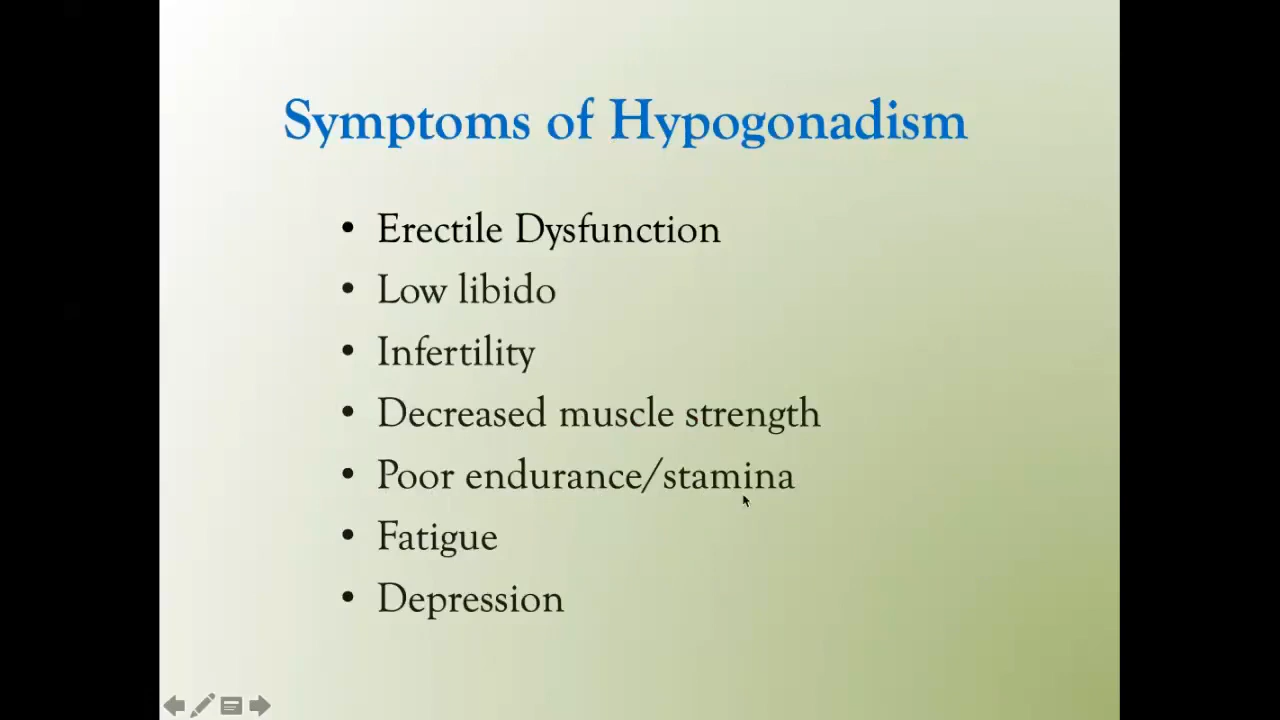 Symptoms of Hypogonadism
• Erectile Dysfunction
• Low libido
• Infertility
• Decreased muscle strength
• Poor endurance/stamina
• Fatigue
• Depression